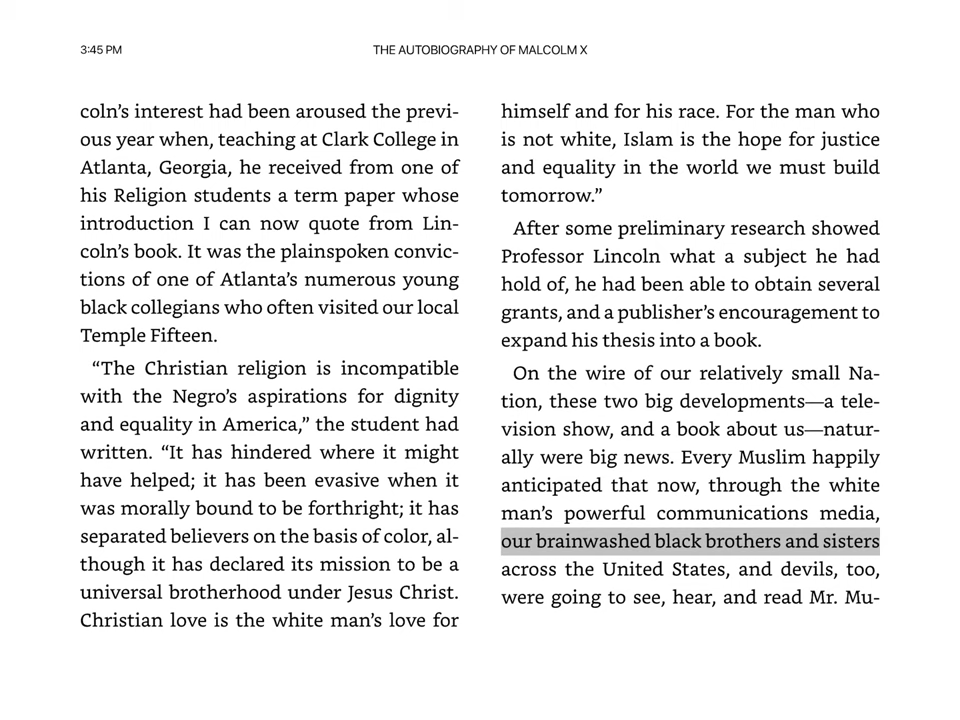 3:45 PM
THE AUTOBIOGRAPHY OF MALCOLM X
coln’s interest had been aroused the previ-
ous year when, teaching at Clark College in
Atlanta, Georgia, he received from one of
his Religion students a term paper whose
introduction I can now quote from Lin-
coln’s book. It was the plainspoken convic-
tions of one of Atlanta’s numerous young
black collegians who often visited our local
Temple Fifteen.
“The Christian religion is incompatible
with the Negro’s aspirations for dignity
and equality in America,” the student had
written. “It has hindered where it might
have helped; it has been evasive when it
was morally bound to be forthright; it has
separated believers on the basis of color, al-
though it has declared its mission to be a
universal brotherhood under Jesus Christ.
Christian love is the white man’s love for
himself and for his race. For the man who
is not white, Islam is the hope for justice
and equality in the world we must build
tomorrow.”
After some preliminary research showed
Professor Lincoln what a subject he had
hold of, he had been able to obtain several
grants, and a publisher’s encouragement to
expand his thesis into a book.
On the wire of our relatively small Na-
tion, these two big developments—a tele-
vision show, and a book about us—natur-
ally were big news. Every Muslim happily
anticipated that now, through the white
man’s powerful communications media,
our brainwashed black brothers and sisters
across the United States, and devils, too,
were going to see, hear, and read Mr. Mu-